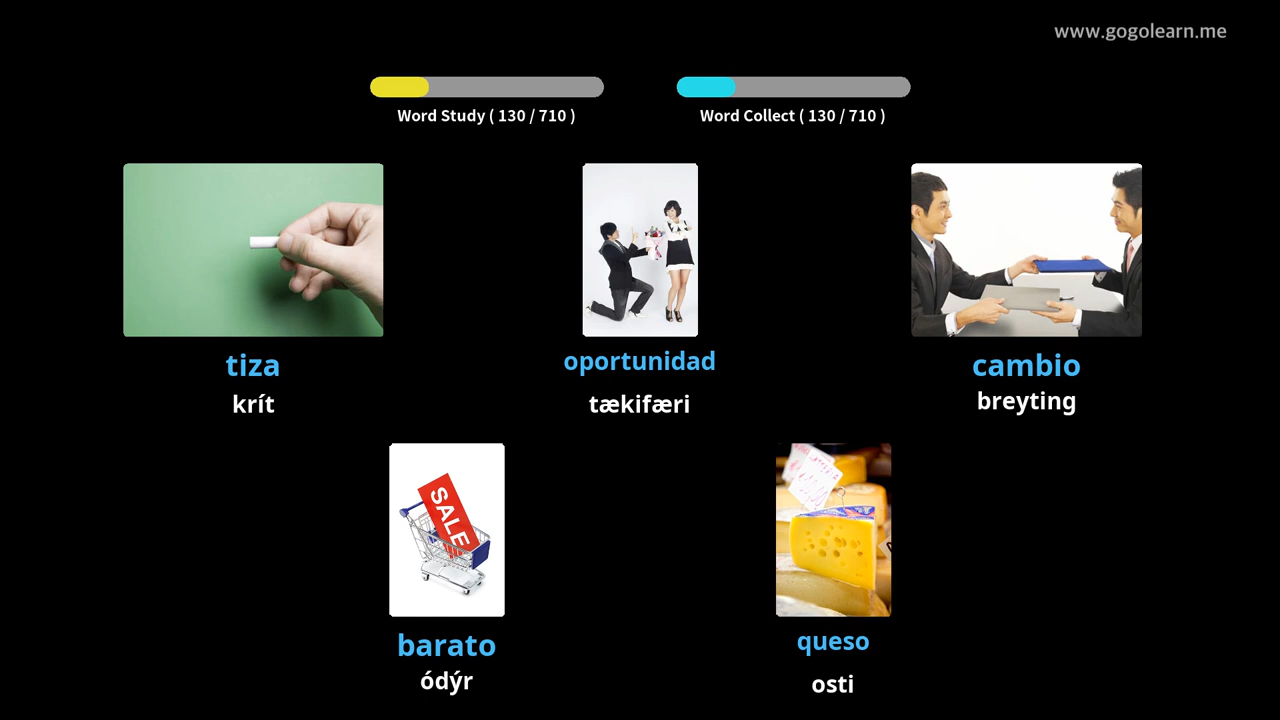 www.gogolearn.me
Word Study ( 130 / 710 )
Word Collect ( 130 / 710 )
tiza
krít
oportunidad
tækifæri
cambio
breyting
SALE
barato
ódýr
queso
osti